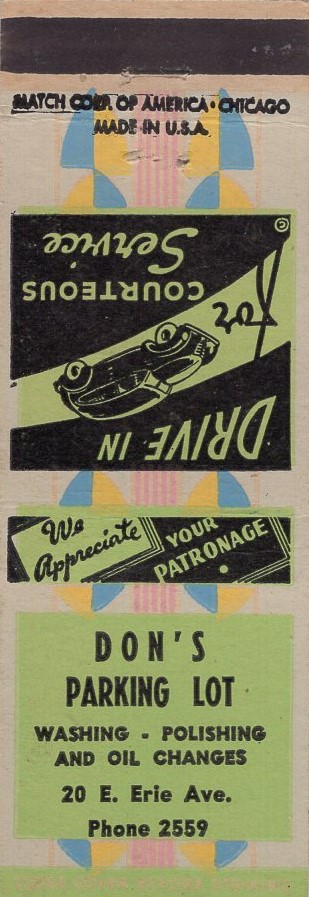 MATCH CORP. OF AMERICA • CHICAGO
MADE IN U.S.A.
DRIVE IN
for
COURTEOUS
Service
©
We
Appreciate
YOUR
PATRONAGE
DON'S
PARKING LOT
WASHING - POLISHING
AND OIL CHANGES
20 E. Erie Ave.
Phone 2559